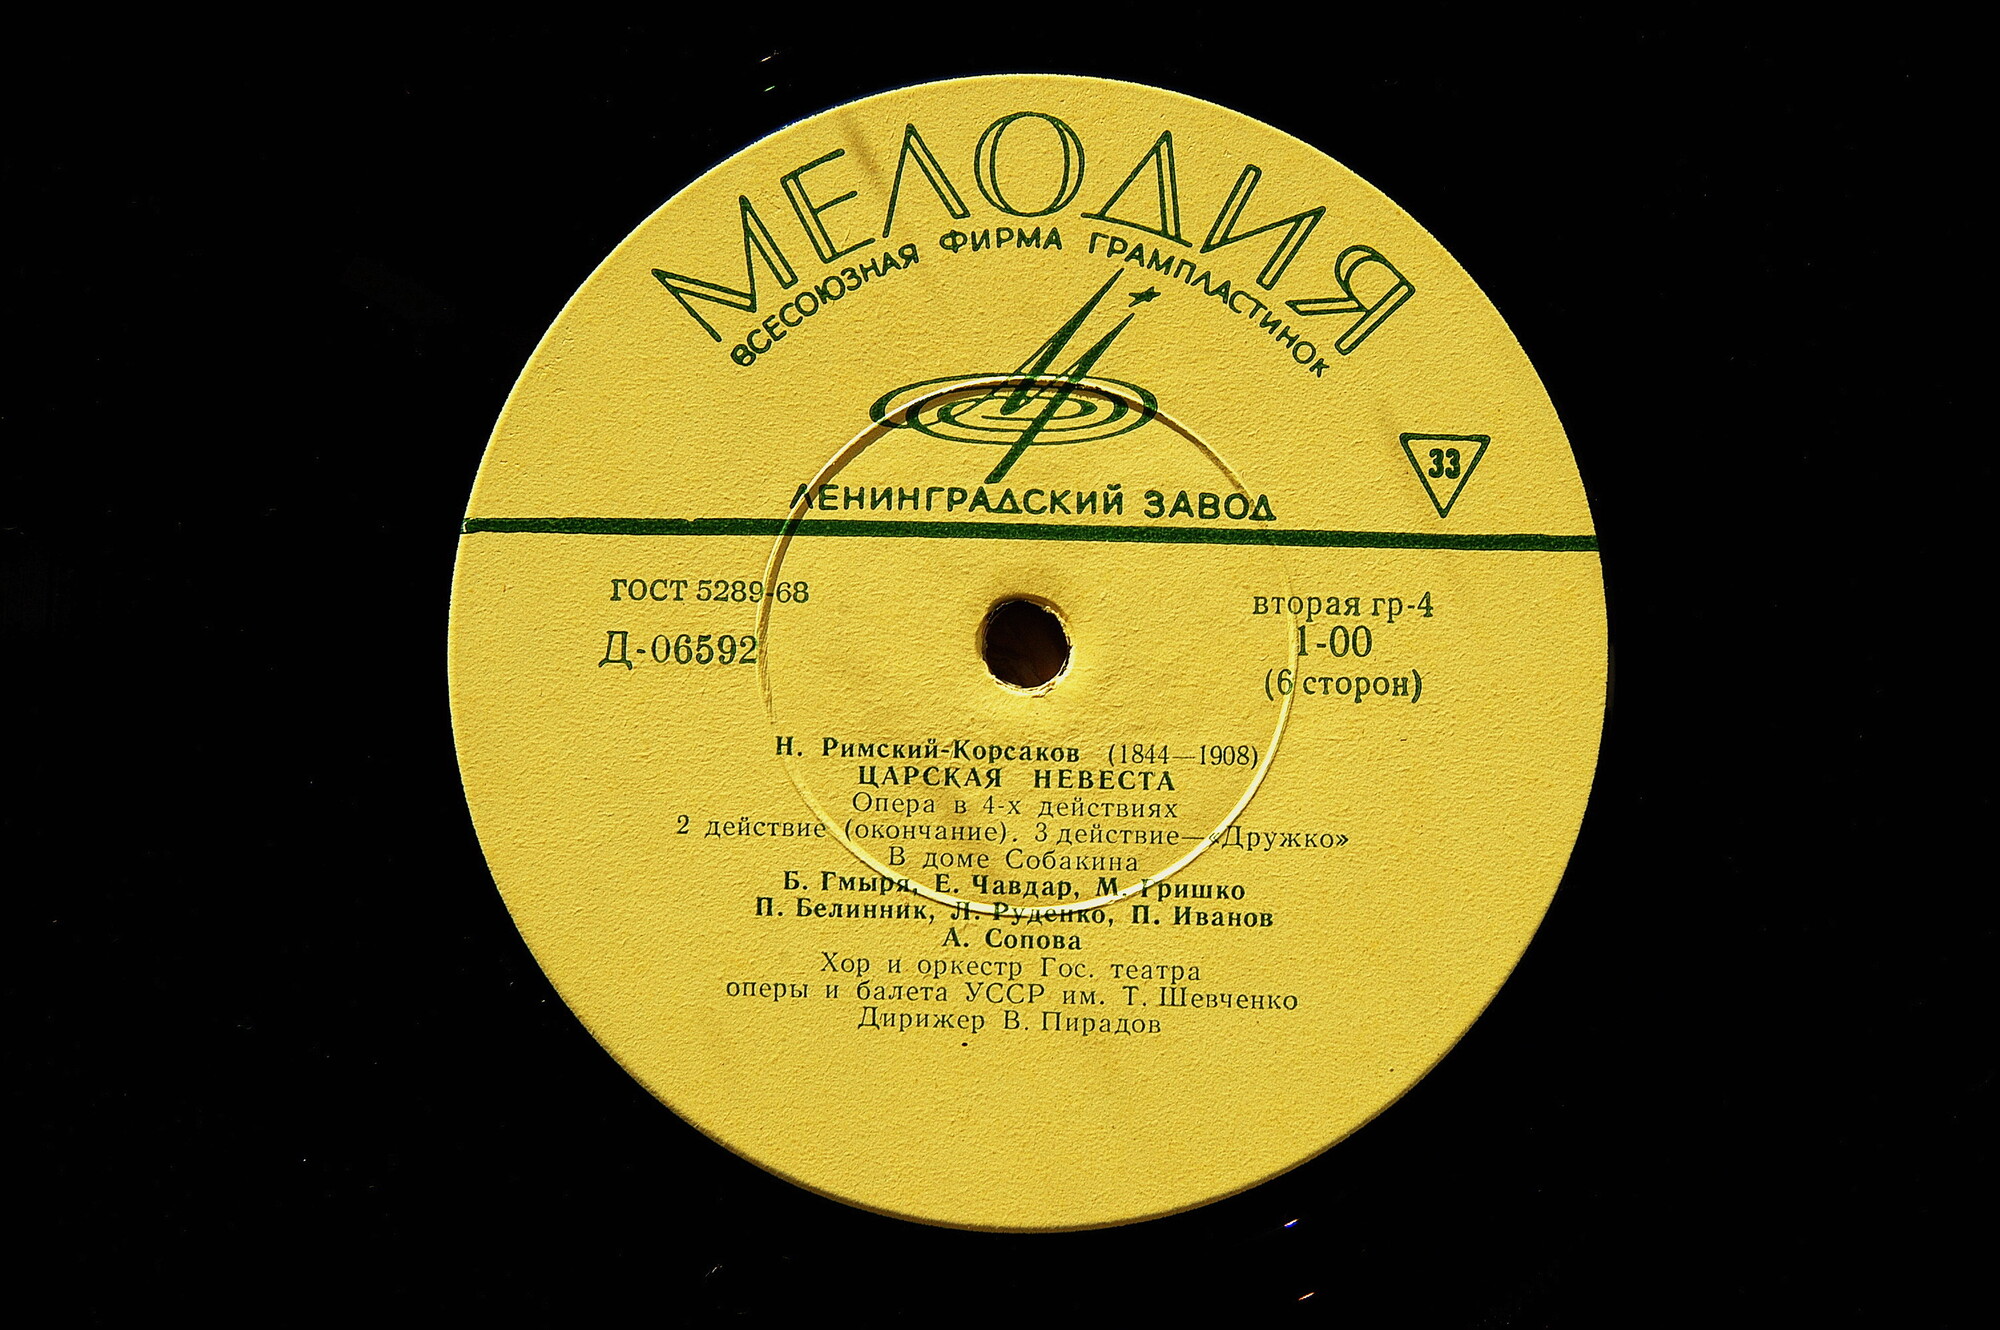 МЕЛОДИЯ
ВСЕСОЮЗНАЯ ФИРМА ГРАМПЛАСТИНОК
33
ЛЕНИНГРАДСКИЙ ЗАВОД
ГОСТ 5289-68
Д-06592
вторая гр-4
1-00
(6 сторон)
Н. Римский-Корсаков (1844—1908)
ЦАРСКАЯ НЕВЕСТА
Опера в 4-х действиях
2 действие (окончание). 3 действие—«Дружко»
В доме Собакина
Б. Гмыря, Е. Чавдар, М. Гришко
П. Белинник, Л. Руденко, П. Иванов
А. Сопова
Хор и оркестр Гос. театра
оперы и балета УССР им. Т. Шевченко
Дирижер В. Пирадов